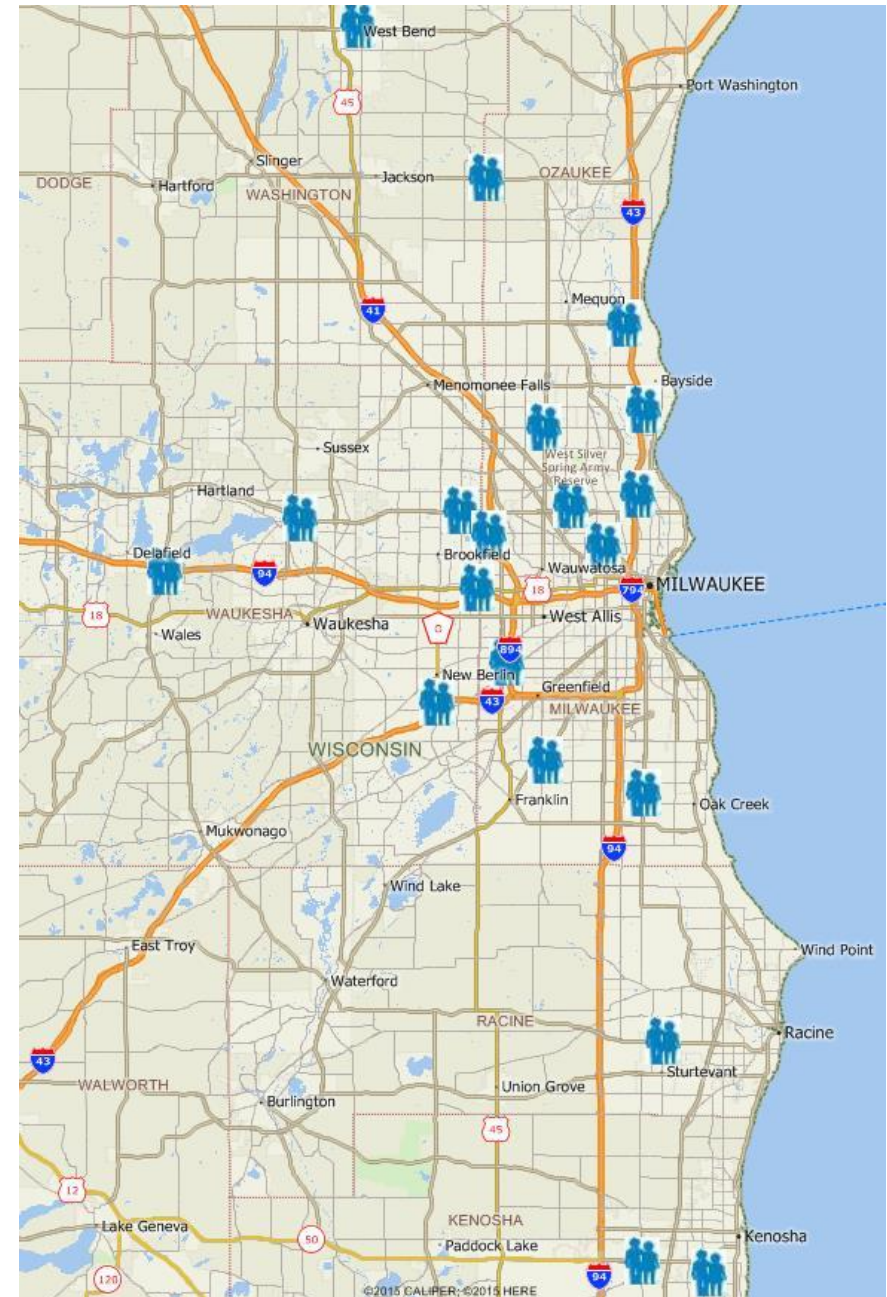 West Bend
Port Washington
45
Slinger
DODGE
Hartford
WASHINGTON
Jackson
OZAUKEE
43
41
Mequon
Menomonee Falls
Bayside
Sussex
West Silver
Spring Army
Reserve
Hartland
Delafield
94
Brookfield
Wauwatosa
18
794
MILWAUKEE
18
WAUKESHA
Waukesha
West Allis
Wales
894
New Berlin
43
Greenfield
MILWAUKEE
WISCONSIN
Franklin
Oak Creek
Mukwonago
94
Wind Lake
East Troy
Wind Point
Waterford
RACINE
Racine
43
Sturtevant
WALWORTH
Union Grove
Burlington
45
12
Lake Geneva
50
KENOSHA
Kenosha
Paddock Lake
94
120
©2015 CALIPER; ©2015 HERE